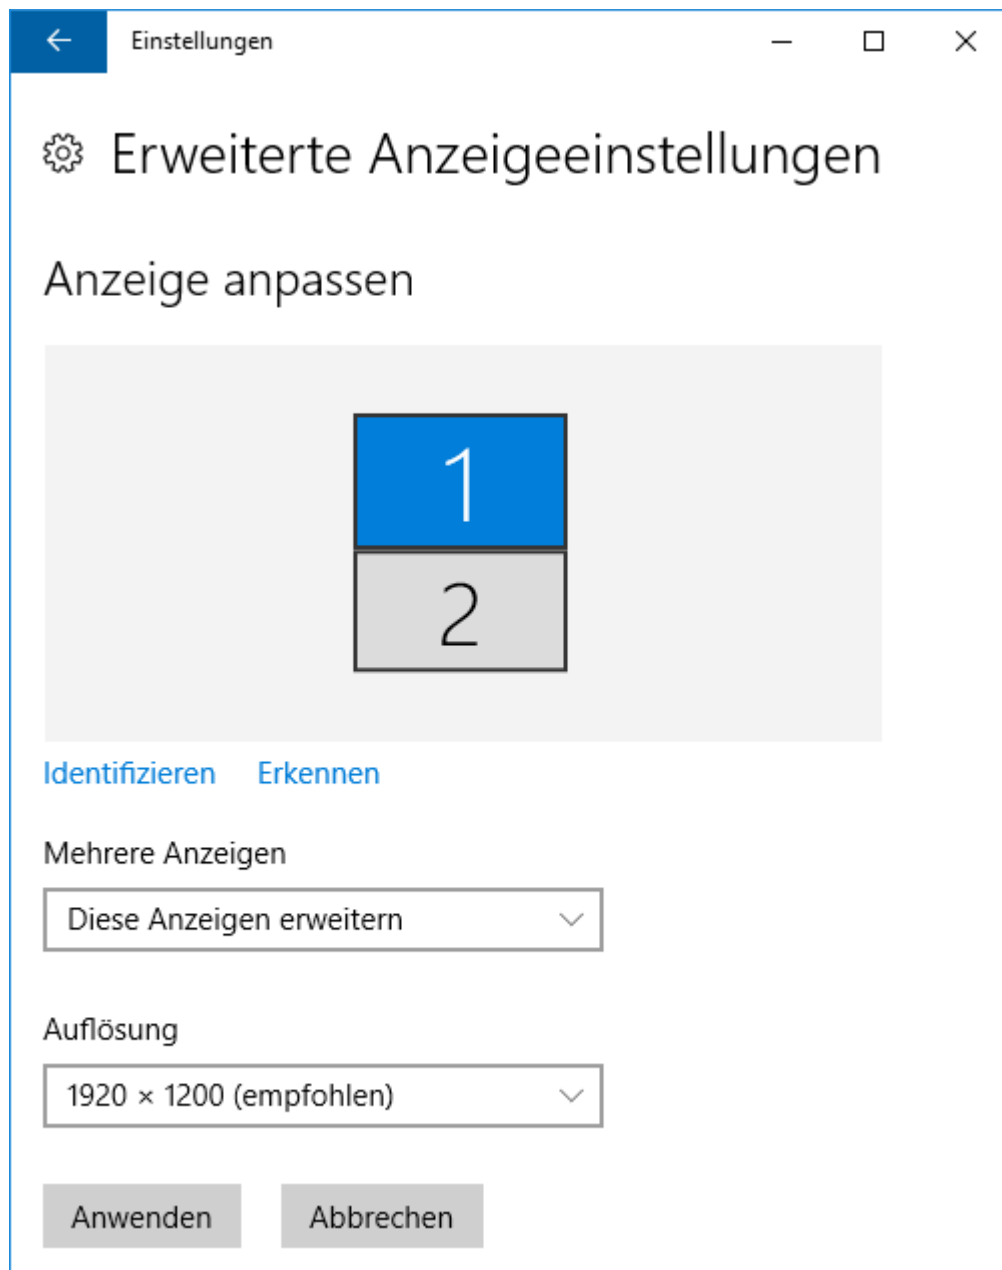 Einstellungen
Erweiterte Anzeigeeinstellungen
Anzeige anpassen
1
2
Identifizieren Erkennen
Mehrere Anzeigen
Diese Anzeigen erweitern
Auflösung
1920 × 1200 (empfohlen)
Anwenden Abbrechen